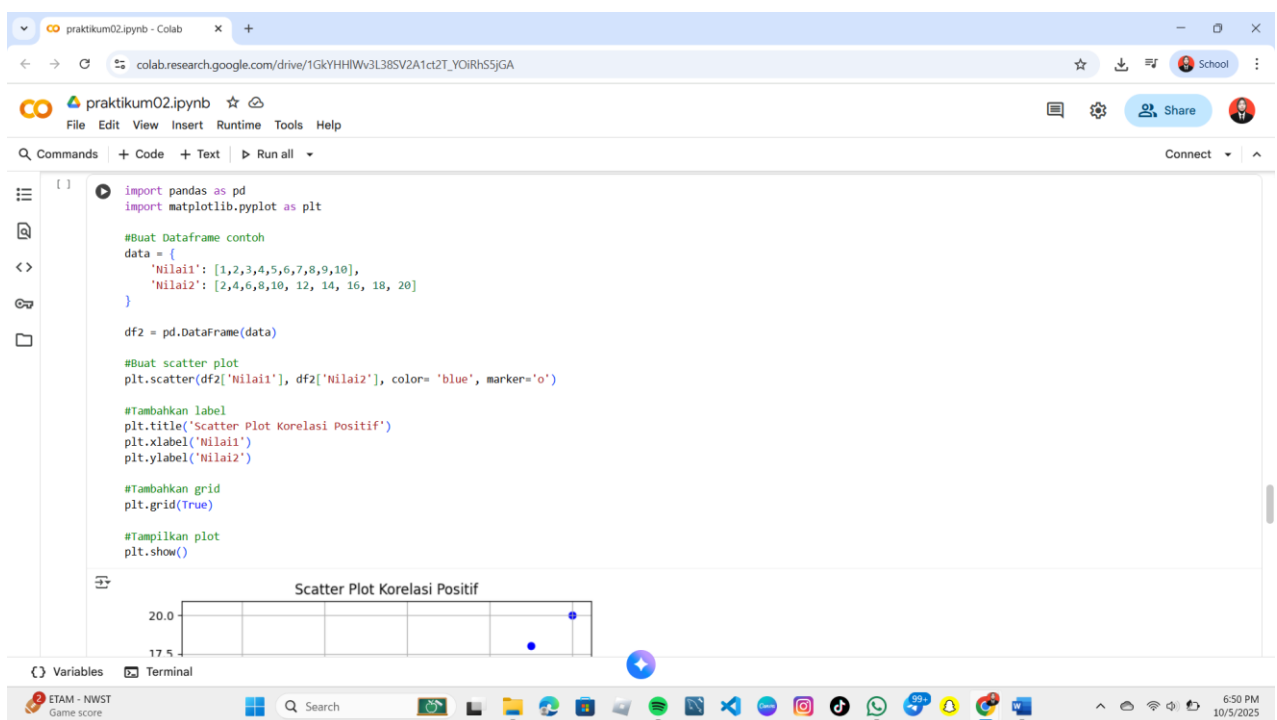 praktikum02.ipynb - Colab
colab.research.google.com/drive/1GkYHHlWv3L38SV2A1ct2T_YOiRhS5jGA
School
praktikum02.ipynb
File Edit View Insert Runtime Tools Help
Share
Commands + Code + Text Run all
Connect
[ ]
import pandas as pd
import matplotlib.pyplot as plt
#Buat Dataframe contoh
data = {
'Nilai1': [1,2,3,4,5,6,7,8,9,10],
'Nilai2': [2,4,6,8,10, 12, 14, 16, 18, 20]
}
df2 = pd.DataFrame(data)
#Buat scatter plot
plt.scatter(df2['Nilai1'], df2['Nilai2'], color= 'blue', marker='o')
#Tambahkan label
plt.title('Scatter Plot Korelasi Positif')
plt.xlabel('Nilai1')
plt.ylabel('Nilai2')
#Tambahkan grid
plt.grid(True)
#Tampilkan plot
plt.show()
Scatter Plot Korelasi Positif
20.0
17.5
{} Variables Terminal
2
ETAM - NWST
Game score
Search
99+
6:50 PM
10/5/2025